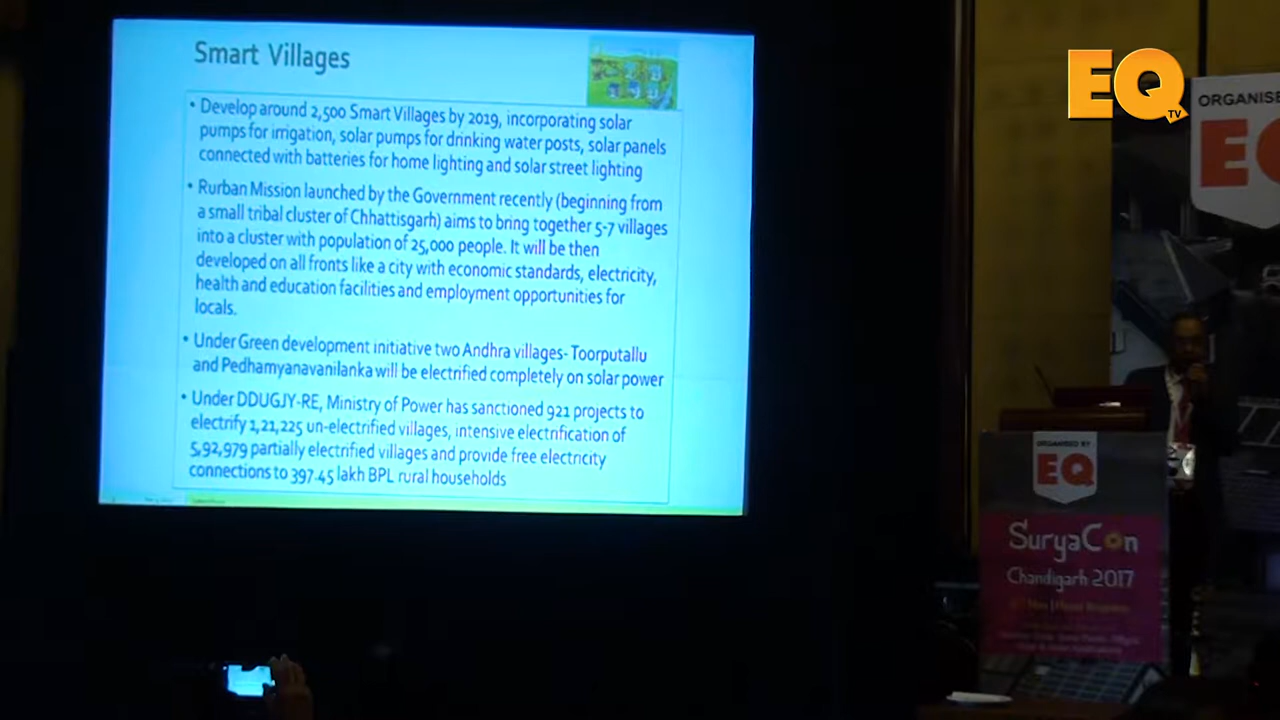 Smart Villages
• Develop around 2,500 Smart Villages by 2019, incorporating solar
pumps for irrigation, solar pumps for drinking water posts, solar panels
connected with batteries for home lighting and solar street lighting
• Rurban Mission launched by the Government recently (beginning from
a small tribal cluster of Chhattisgarh) aims to bring together 5-7 villages
into a cluster with population of 25,000 people. It will be then
developed on all fronts like a city with economic standards, electricity,
health and education facilities and employment opportunities for
locals.
• Under Green development initiative two Andhra villages- Toorputallu
and Pedhamyanavanilanka will be electrified completely on solar power
• Under DDUGJY-RE, Ministry of Power has sanctioned 921 projects to
electrify 1,21,225 un-electrified villages, intensive electrification of
5,92,979 partially electrified villages and provide free electricity
connections to 397.45 lakh BPL rural households
EQ
TV
ORGANISE
E
ORGANISED BY
EQ
SuryaCon
Chandigarh 2017